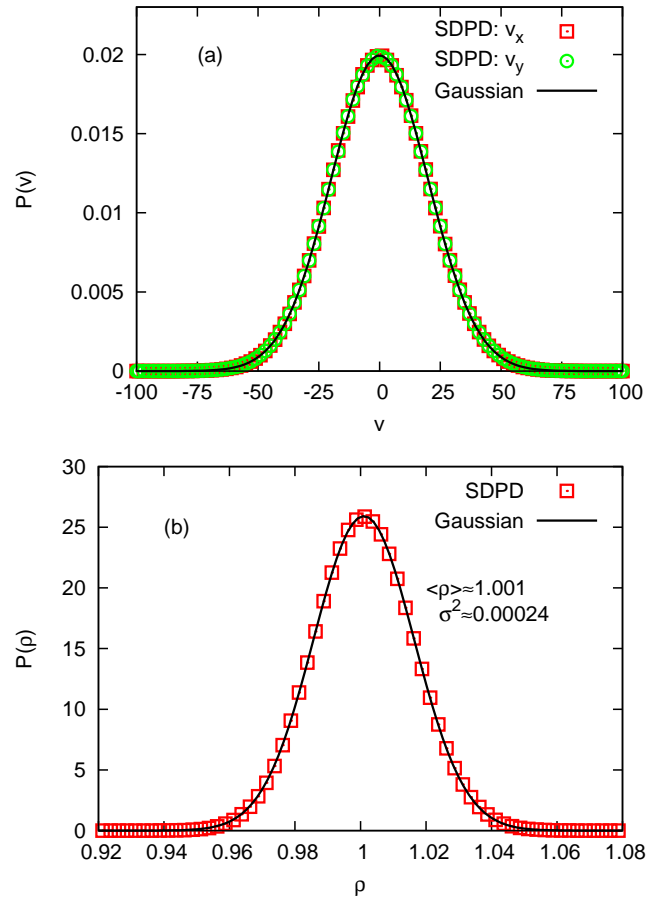 (a)
SDPD: v_x
SDPD: v_y
Gaussian
0.02
0.015
0.01
0.005
0
P(v)
-100 -75 -50 -25 0 25 50 75 100
v
(b)
SDPD
Gaussian
<ρ>≈1.001
σ²≈0.00024
30
25
20
15
10
5
0
P(ρ)
0.92 0.94 0.96 0.98 1 1.02 1.04 1.06 1.08
ρ